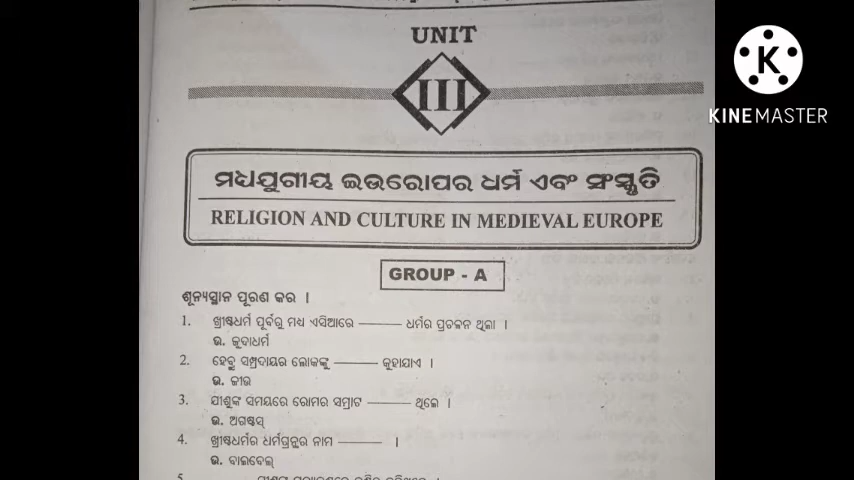 UNIT
III
ମଧ୍ୟଯୁଗୀୟ ଇଉରୋପର ଧର୍ମ ଏବଂ ସଂସ୍କୃତି
RELIGION AND CULTURE IN MEDIEVAL EUROPE
GROUP - A
ଶୂନ୍ୟସ୍ଥାନ ପୂରଣ କର ।
1. ଖ୍ରୀଷ୍ଟଧର୍ମ ପୂର୍ବରୁ ମଧ୍ୟ ଏସିଆରେ ——— ଧର୍ମର ପ୍ରଚଳନ ଥିଲା ।
ଉ. ଜୁଦାଧର୍ମ
2. ହେବ୍ରୁ ସମ୍ପ୍ରଦାୟର ଲୋକଙ୍କୁ ——— କୁହାଯାଏ ।
ଉ. ଜୀଉ
3. ଯୀଶୁଙ୍କ ସମୟରେ ରୋମର ସମ୍ରାଟ ——— ଥିଲେ ।
ଉ. ଅଗଷ୍ଟସ୍
4. ଖ୍ରୀଷ୍ଟଧର୍ମର ଧର୍ମଗ୍ରନ୍ଥର ନାମ ——— ।
ଉ. ବାଇବେଲ୍
5.
K
KINEMASTER